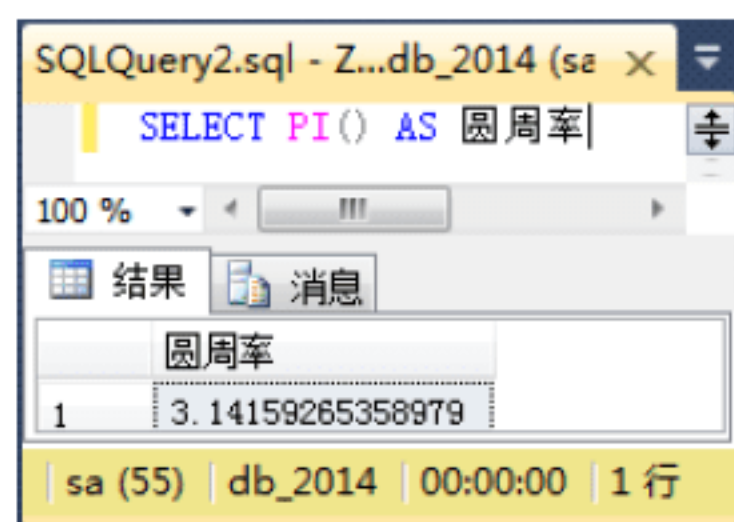 SQLQuery2.sql - Z...db_2014 (sa
SELECT PI() AS 圆周率
100 %
结果 消息
圆周率
1 3.14159265358979
sa (55) db_2014 00:00:00 1 行